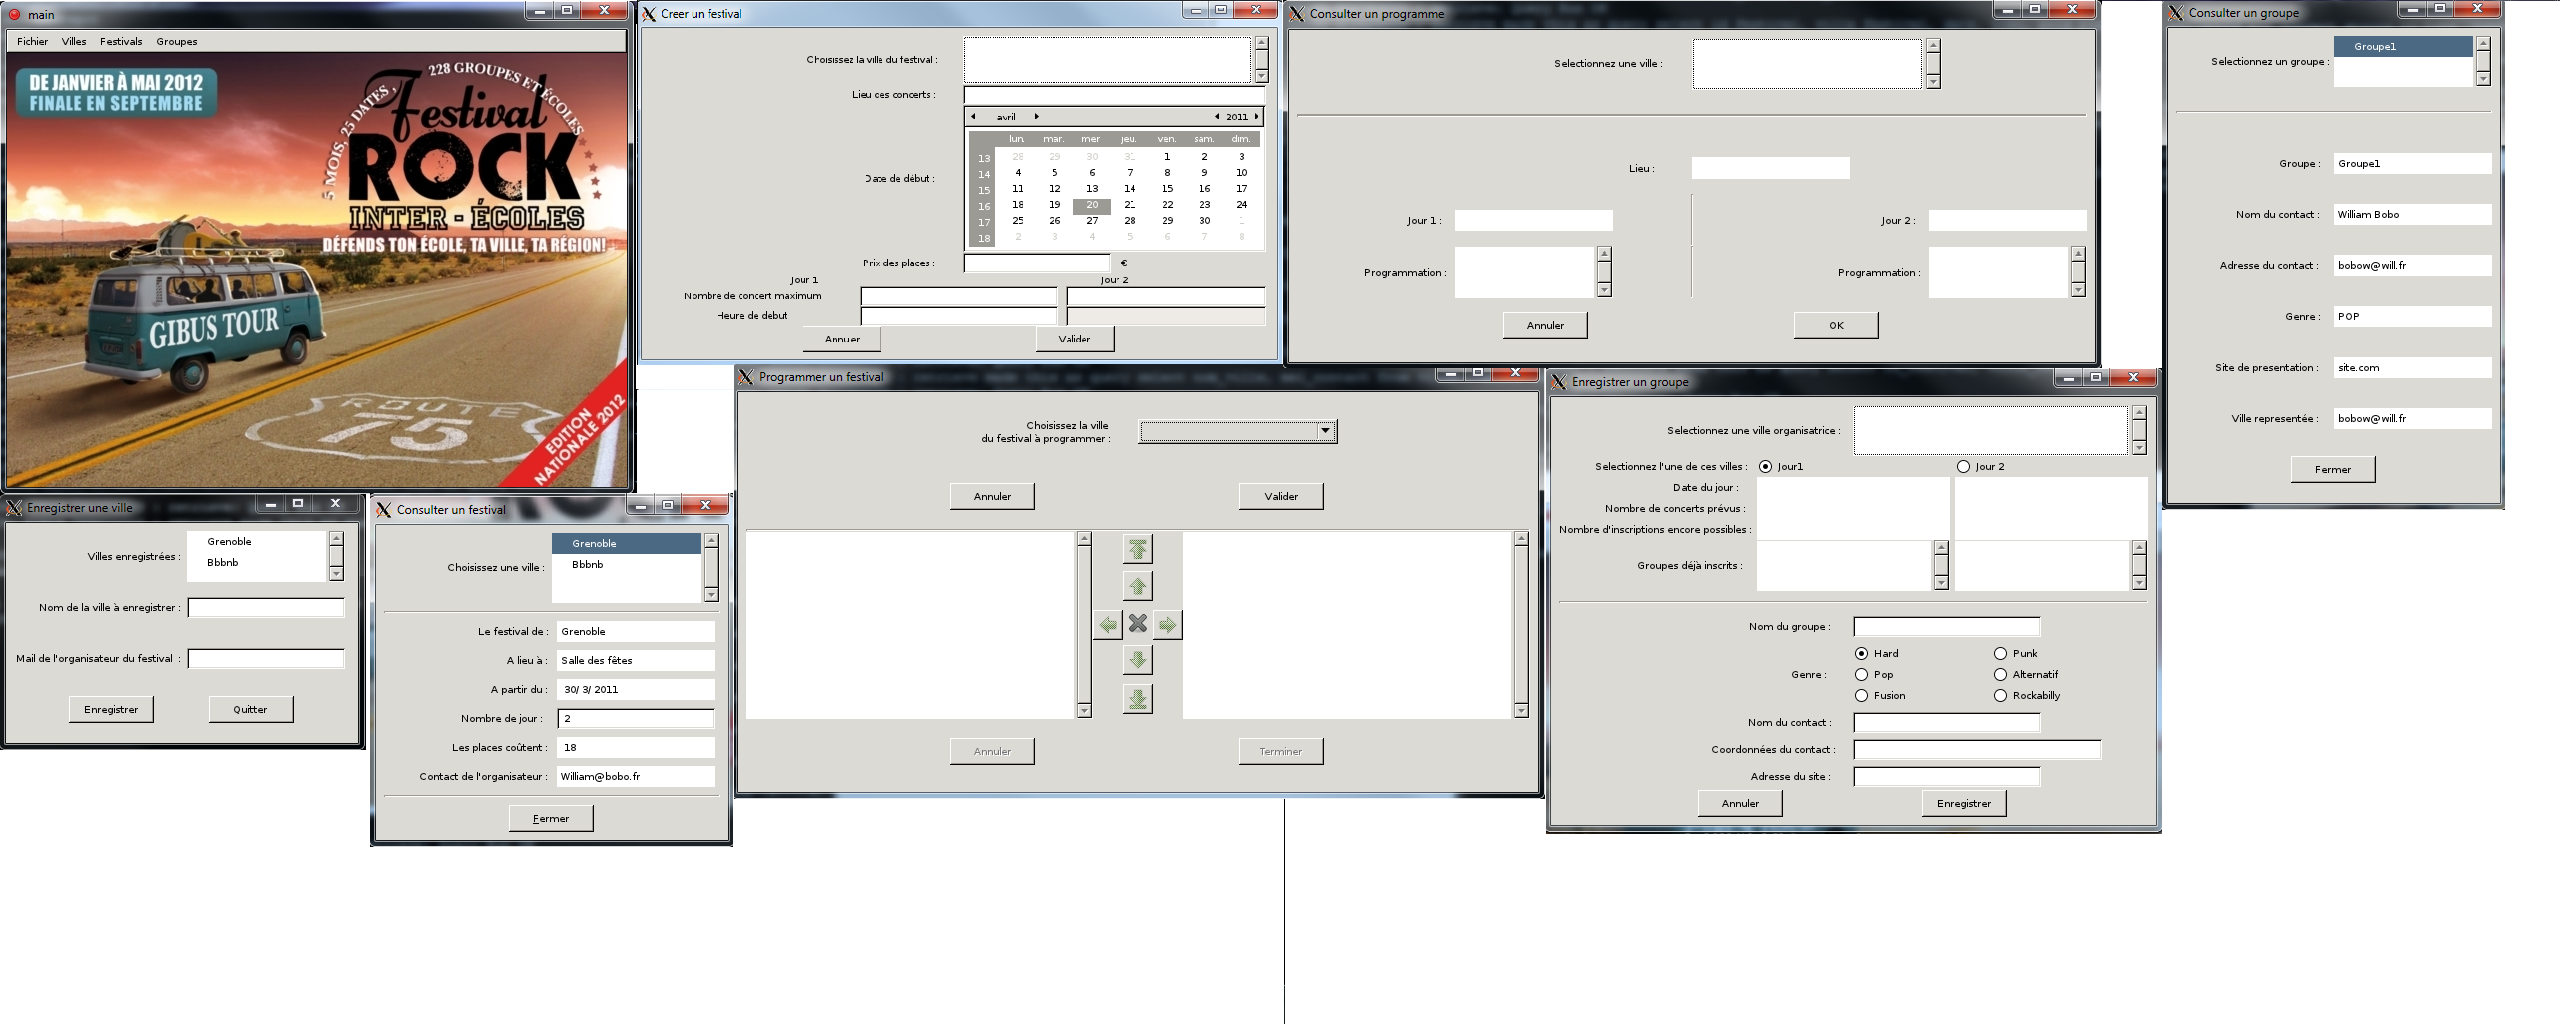 main
Fichier Villes Festivals Groupes
DE JANVIER À MAI 2012
FINALE EN SEPTEMBRE
5 MOIS, 25 DATES,
228 GROUPES ET ÉCOLES
Festival
ROCK
INTER-ÉCOLES
DÉFENDS TON ÉCOLE, TA VILLE, TA RÉGION!
GIBUS TOUR
ROUTE
75
EDITION
NATIONALE 2012
Creer un festival
Choisissez la ville du festival :
Lieu des concerts :
avril 2011
lun. mar. mer. jeu. ven. sam. dim.
13 28 29 30 31 1 2 3
14 4 5 6 7 8 9 10
15 11 12 13 14 15 16 17
16 18 19 20 21 22 23 24
17 25 26 27 28 29 30 1
18 2 3 4 5 6 7 8
Date de début :
Prix des places : €
Jour 1 Jour 2
Nombre de concert maximum
Heure de debut
Annuler Valider
Consulter un programme
Selectionnez une ville :
Lieu :
Jour 1 : Jour 2 :
Programmation : Programmation :
Annuler OK
Consulter un groupe
Selectionnez un groupe : Groupe1
Groupe : Groupe1
Nom du contact : William Bobo
Adresse du contact : bobow@will.fr
Genre : POP
Site de presentation : site.com
Ville representée : bobow@will.fr
Fermer
Enregistrer une ville
Villes enregistrées : Grenoble
Bbbnb
Nom de la ville à enregistrer :
Mail de l'organisateur du festival :
Enregistrer Quitter
Consulter un festival
Choisissez une ville : Grenoble
Bbbnb
Le festival de : Grenoble
A lieu à : Salle des fêtes
A partir du : 30/ 3/ 2011
Nombre de jour : 2
Les places coûtent : 18
Contact de l'organisateur : William@bobo.fr
Fermer
Programmer un festival
Choisissez la ville
du festival à programmer :
Annuler Valider
Annuler Terminer
Enregistrer un groupe
Selectionnez une ville organisatrice :
Selectionnez l'une de ces villes : Jour1 Jour 2
Date du jour :
Nombre de concerts prévus :
Nombre d'inscriptions encore possibles :
Groupes déjà inscrits :
Nom du groupe :
Genre : Hard Punk
Pop Alternatif
Fusion Rockabilly
Nom du contact :
Coordonnées du contact :
Adresse du site :
Annuler Enregistrer